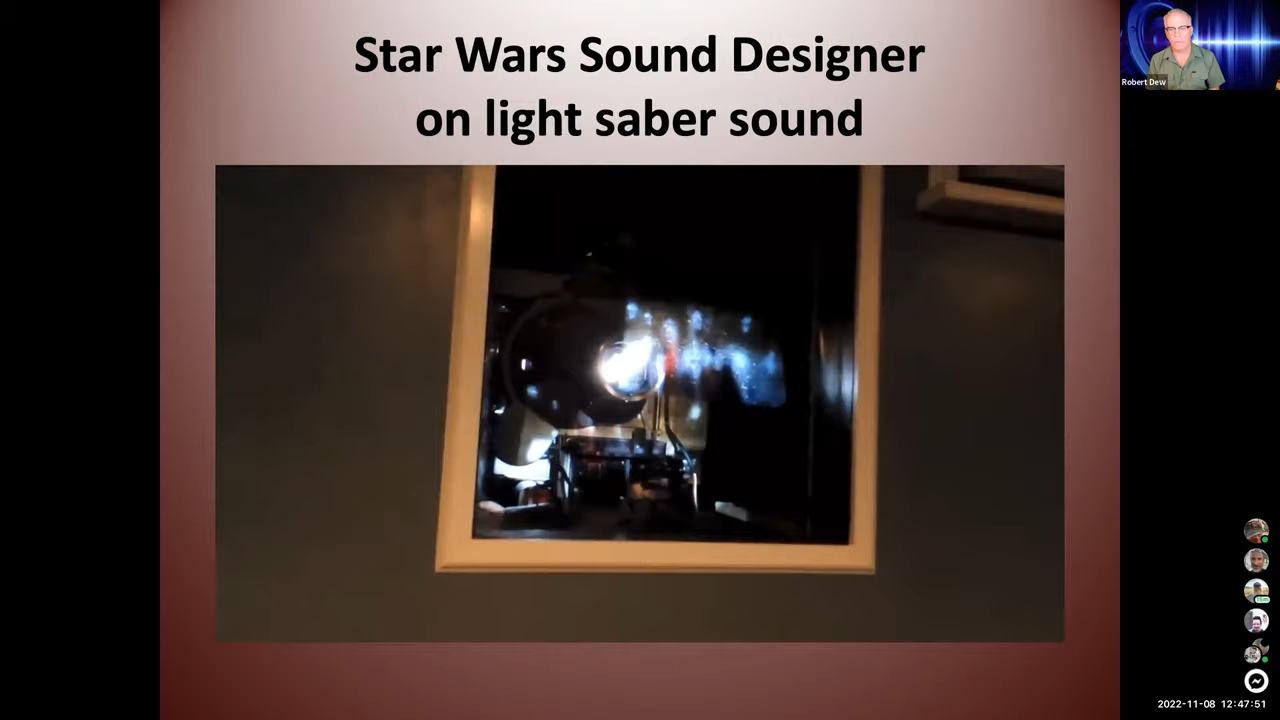 Star Wars Sound Designer
on light saber sound
Robert Dew
2022-11-08 12:47:51